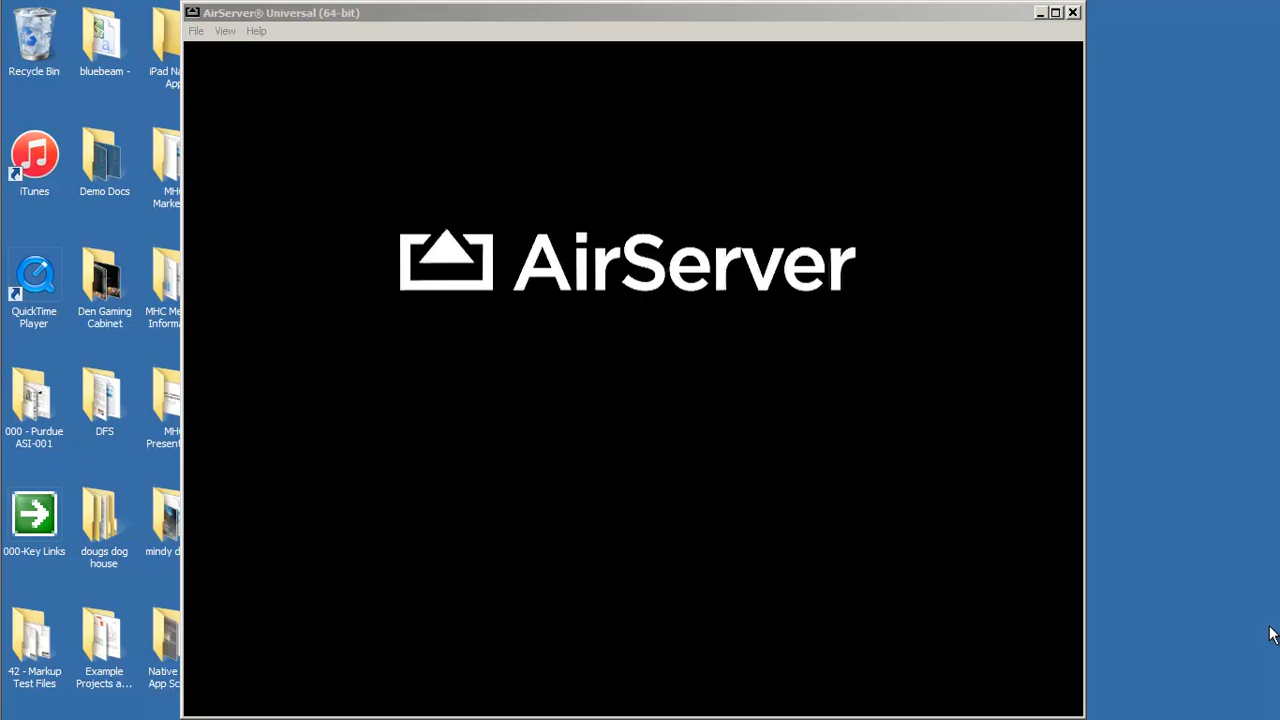 AirServer® Universal (64-bit)
File View Help
AirServer
Recycle Bin
bluebeam -
iPad Na
App
iTunes
Demo Docs
MHC
Marke
QuickTime
Player
Den Gaming
Cabinet
MHC Me
Inform
000 - Purdue
ASI-001
DFS
MHC
Present
000-Key Links
dougs dog
house
mindy d
42 - Markup
Test Files
Example
Projects a...
Native
App Sc